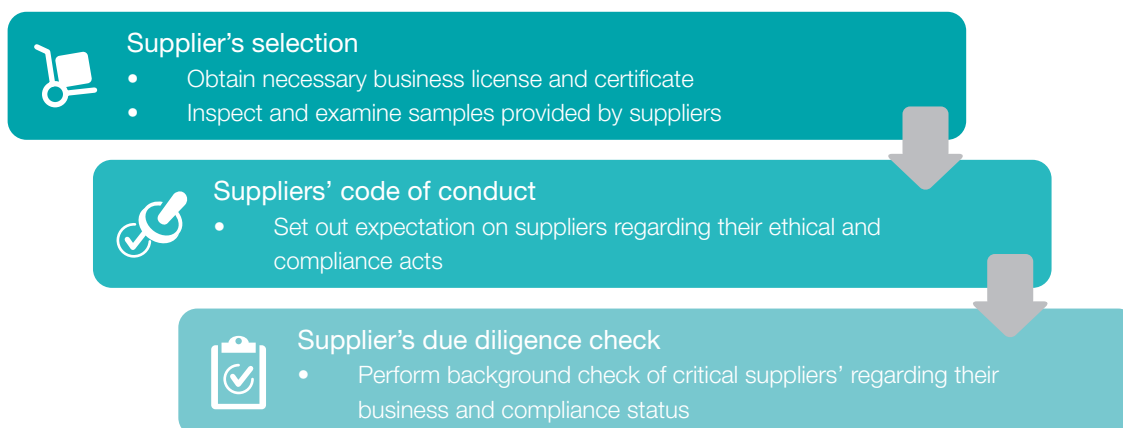 Supplier’s selection
• Obtain necessary business license and certificate
• Inspect and examine samples provided by suppliers
Suppliers’ code of conduct
• Set out expectation on suppliers regarding their ethical and
compliance acts
Supplier’s due diligence check
• Perform background check of critical suppliers’ regarding their
business and compliance status